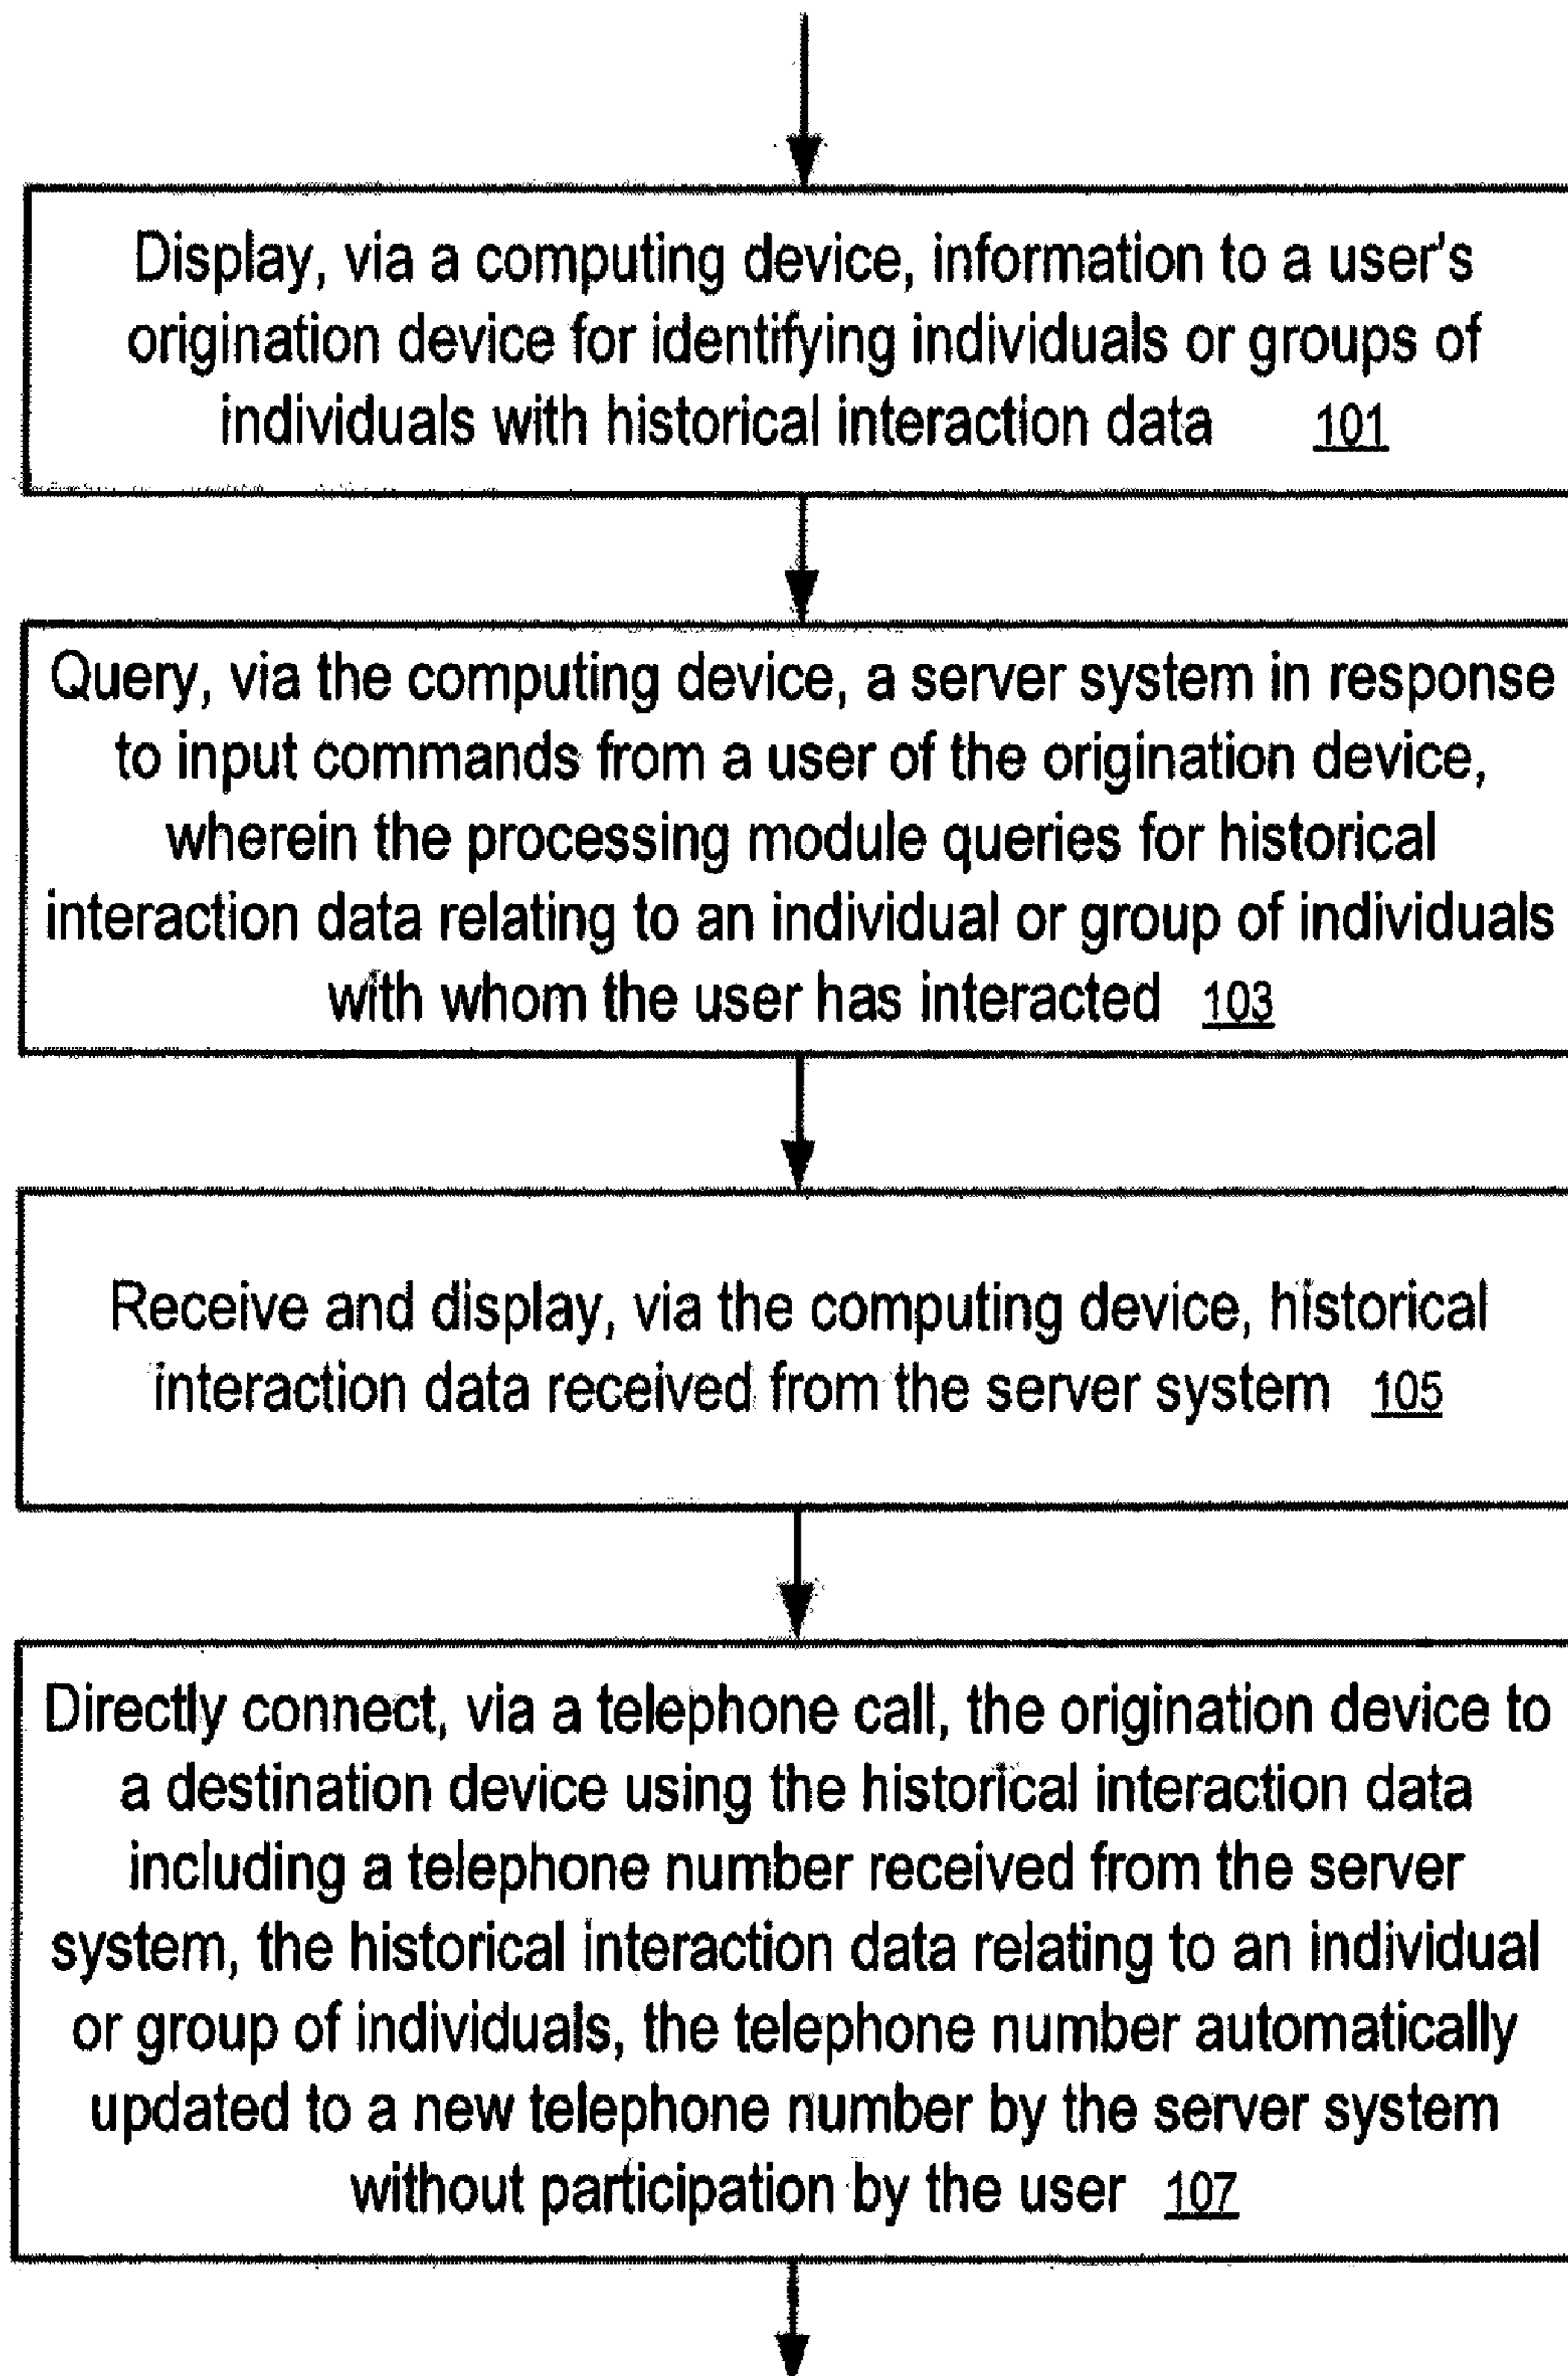 Display, via a computing device, information to a user's
origination device for identifying individuals or groups of
individuals with historical interaction data 101
Query, via the computing device, a server system in response
to input commands from a user of the origination device,
wherein the processing module queries for historical
interaction data relating to an individual or group of individuals
with whom the user has interacted 103
Receive and display, via the computing device, historical
interaction data received from the server system 105
Directly connect, via a telephone call, the origination device to
a destination device using the historical interaction data
including a telephone number received from the server
system, the historical interaction data relating to an individual
or group of individuals, the telephone number automatically
updated to a new telephone number by the server system
without participation by the user 107